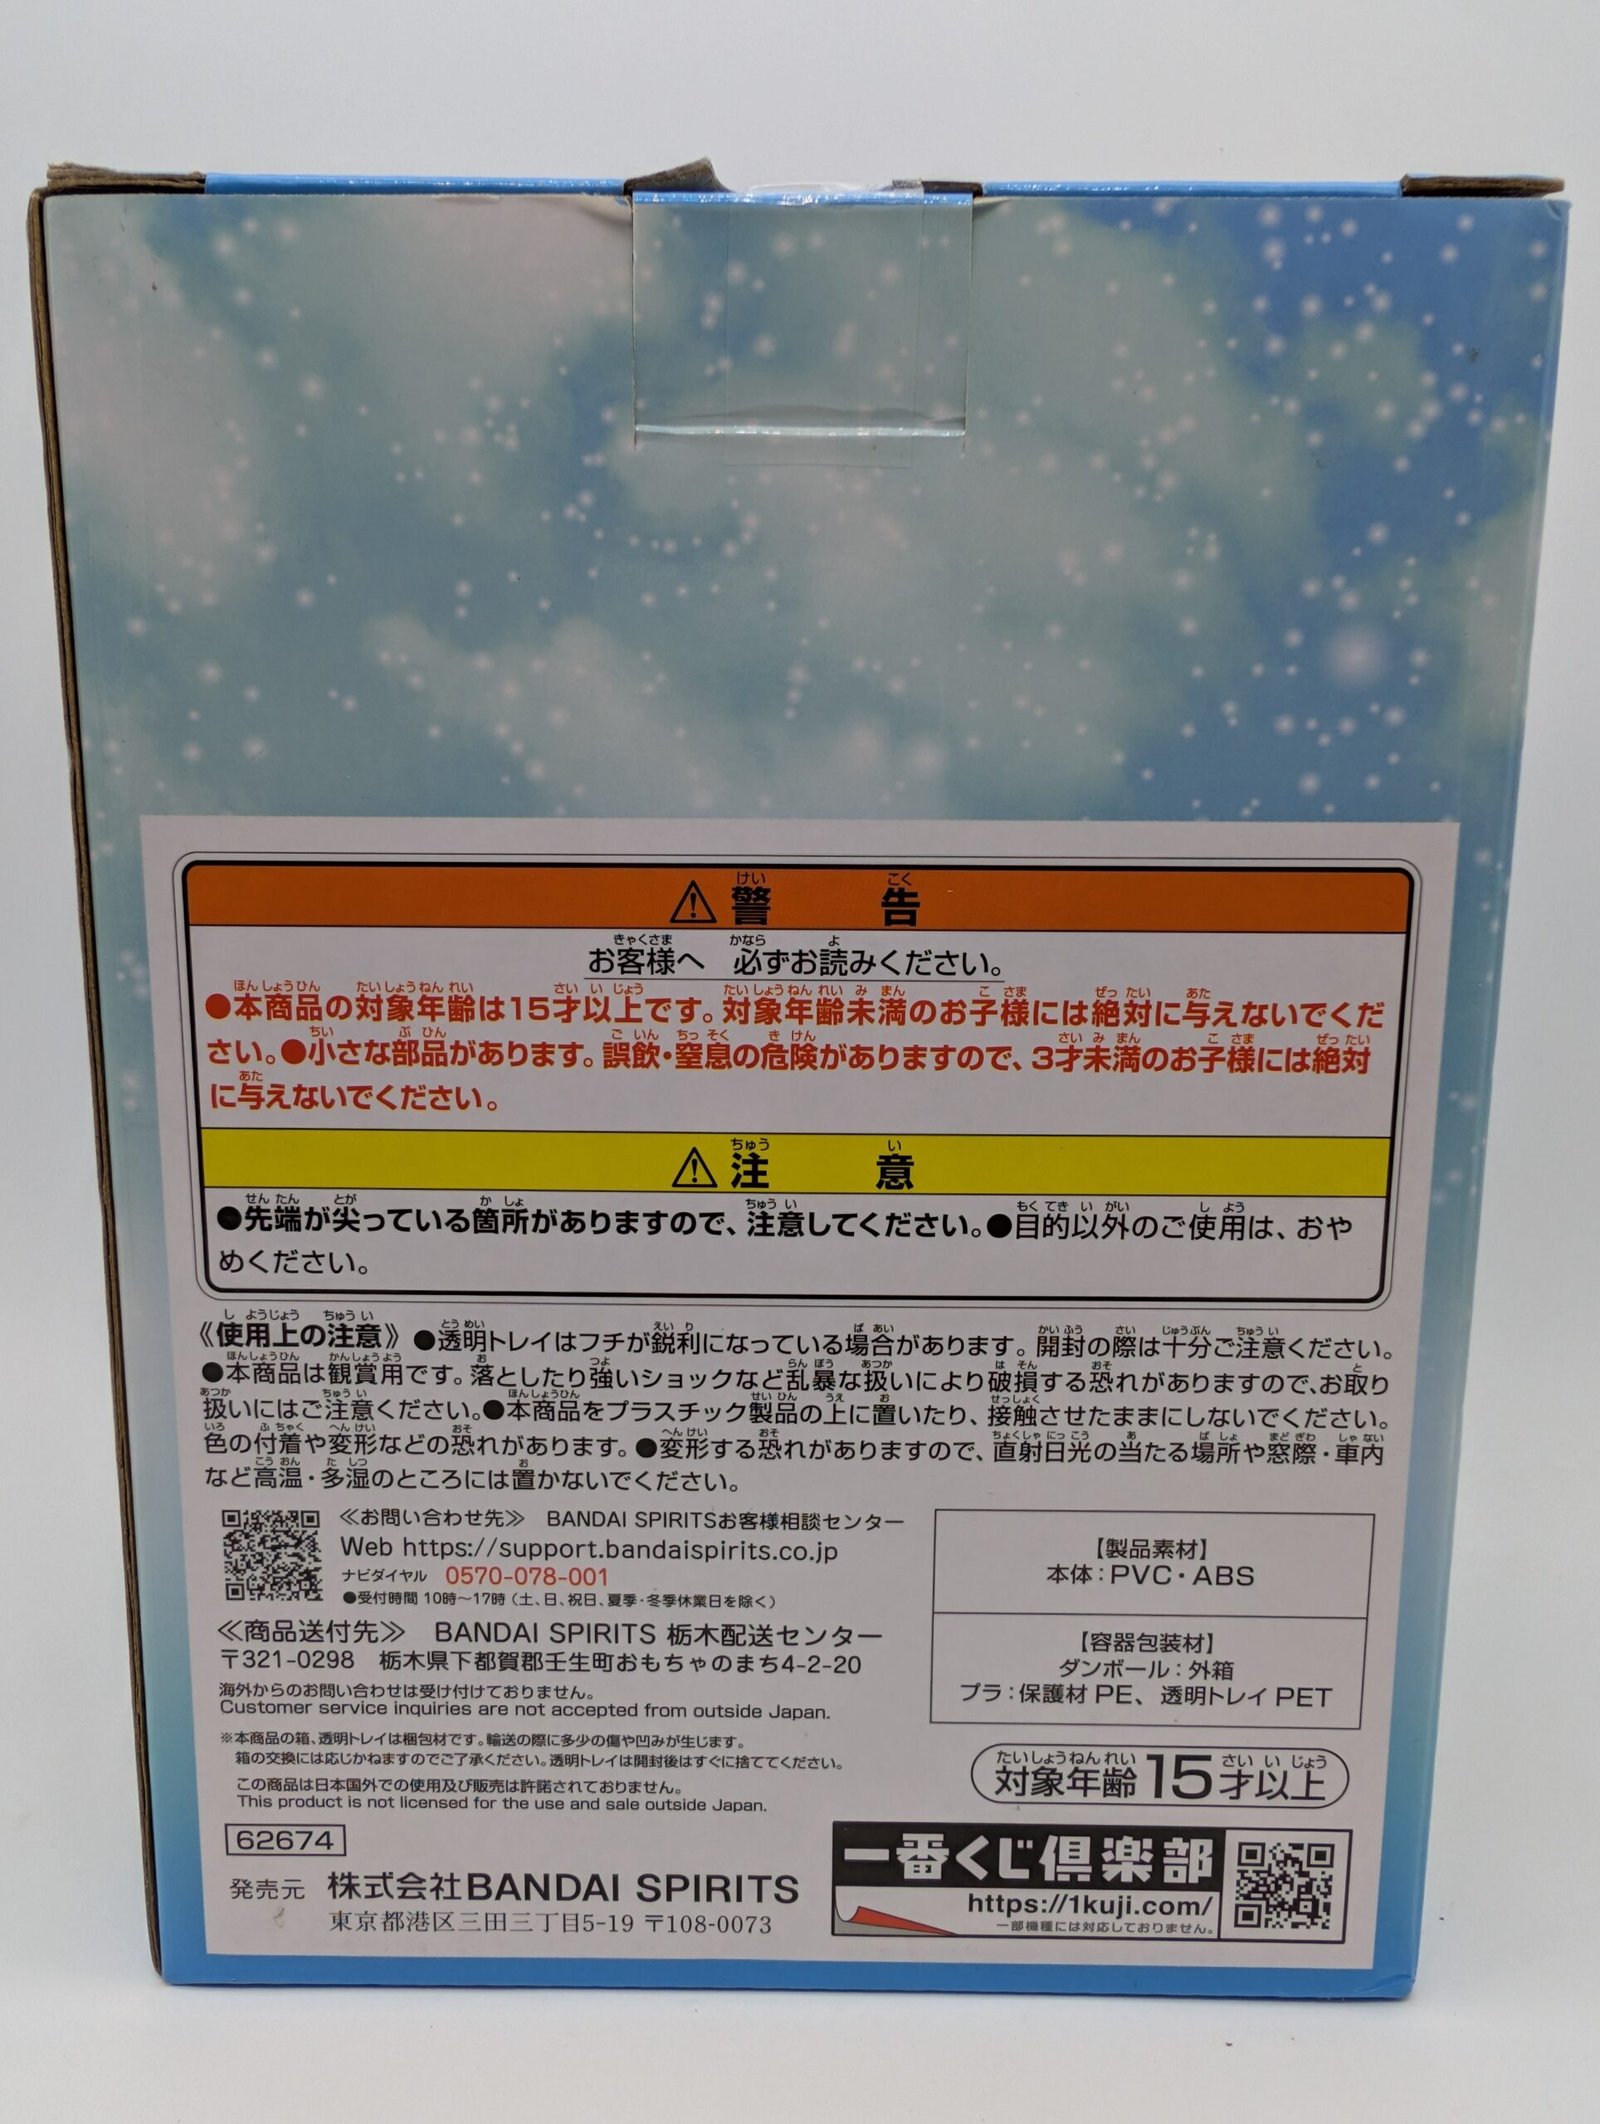 ⚠警告
お客様へ 必ずお読みください。
●本商品の対象年齢は15才以上です。対象年齢未満のお子様には絶対に与えないでくだ
さい。●小さな部品があります。誤飲・窒息の危険がありますので、3才未満のお子様には絶対
に与えないでください。
⚠注意
●先端が尖っている箇所がありますので、注意してください。●目的以外のご使用は、おや
めください。
《使用上の注意》●透明トレイはフチが鋭利になっている場合があります。開封の際は十分ご注意ください。
●本商品は観賞用です。落としたり強いショックなど乱暴な扱いにより破損する恐れがありますので、お取り
扱いにはご注意ください。●本商品をプラスチック製品の上に置いたり、接触させたままにしないでください。
色の付着や変形などの恐れがあります。●変形する恐れがありますので、直射日光の当たる場所や窓際・車内
など高温・多湿のところには置かないでください。
≪お問い合わせ先≫ BANDAI SPIRITSお客様相談センター
Web https://support.bandaispirits.co.jp
ナビダイヤル 0570-078-001
●受付時間 10時～17時（土、日、祝日、夏季・冬季休業日を除く）
≪商品送付先≫ BANDAI SPIRITS 栃木配送センター
〒321-0298 栃木県下都賀郡壬生町おもちゃのまち4-2-20
海外からのお問い合わせは受け付けておりません。
Customer service inquiries are not accepted from outside Japan.
※本商品の箱、透明トレイは梱包材です。輸送の際に多少の傷や凹みが生じます。
箱の交換には応じかねますのでご了承ください。透明トレイは開封後はすぐに捨ててください。
この商品は日本国外での使用及び販売は許諾されておりません。
This product is not licensed for the use and sale outside Japan.
62674
発売元 株式会社BANDAI SPIRITS
東京都港区三田三丁目5-19 〒108-0073
【製品素材】
本体：PVC・ABS
【容器包装材】
ダンボール：外箱
プラ：保護材 PE、透明トレイ PET
対象年齢15才以上
一番くじ倶楽部
https://1kuji.com/
一部機種には対応しておりません。